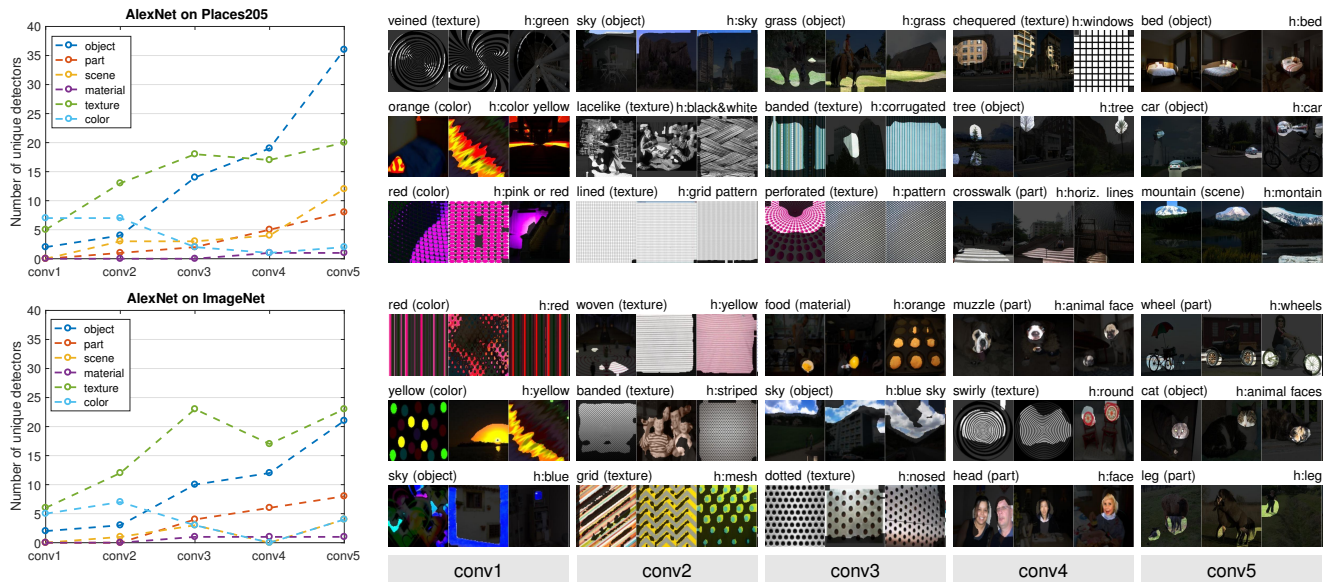 AlexNet on Places205
Number of unique detectors
40
35
30
25
20
15
10
5
0
object
part
scene
material
texture
color
conv1 conv2 conv3 conv4 conv5
veined (texture) h:green
sky (object) h:sky
grass (object) h:grass
chequered (texture) h:windows
bed (object) h:bed
orange (color) h:color yellow
lacelike (texture) h:black&white
banded (texture) h:corrugated
tree (object) h:tree
car (object) h:car
red (color) h:pink or red
lined (texture) h:grid pattern
perforated (texture) h:pattern
crosswalk (part) h:horiz. lines
mountain (scene) h:montain
AlexNet on ImageNet
Number of unique detectors
40
35
30
25
20
15
10
5
0
object
part
scene
material
texture
color
conv1 conv2 conv3 conv4 conv5
red (color) h:red
woven (texture) h:yellow
food (material) h:orange
muzzle (part) h:animal face
wheel (part) h:wheels
yellow (color) h:yellow
banded (texture) h:striped
sky (object) h:blue sky
swirly (texture) h:round
cat (object) h:animal faces
sky (object) h:blue
grid (texture) h:mesh
dotted (texture) h:nosed
head (part) h:face
leg (part) h:leg
conv1 conv2 conv3 conv4 conv5